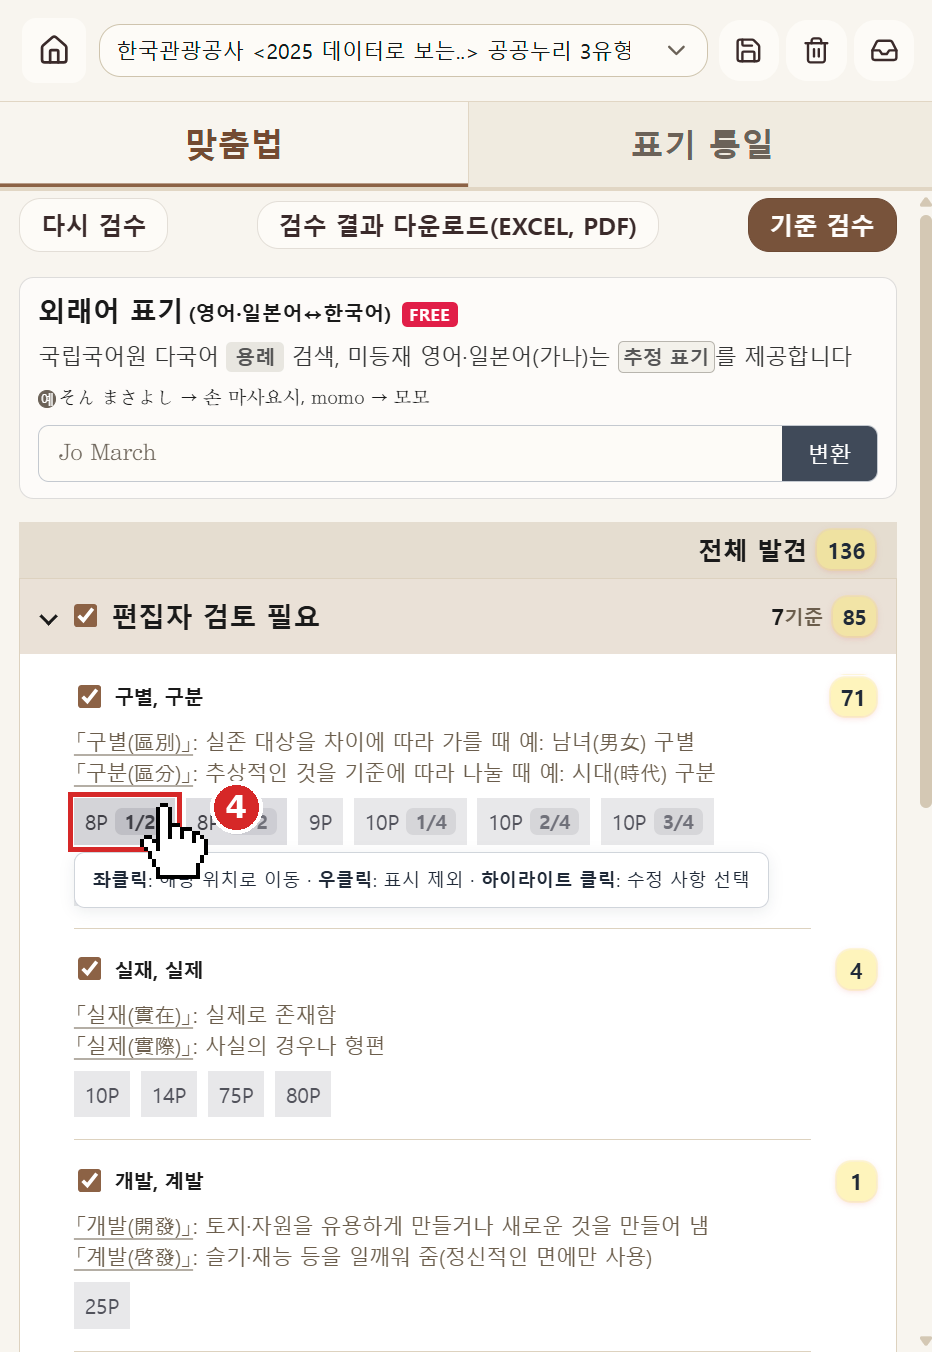 한국관광공사 <2025 데이터로 보는..> 공공누리 3유형
맞춤법
표기 통일
다시 검수
검수 결과 다운로드(EXCEL, PDF)
기준 검수
외래어 표기 (영어·일본어↔한국어) FREE
국립국어원 다국어 용례 검색, 미등재 영어·일본어(가나)는 추정 표기를 제공합니다
예 そん まさよし → 손 마사요시, momo → 모모
Jo March
변환
전체 발견 136
편집자 검토 필요 7기준 85
구별, 구분 71
「구별(區別)」: 실존 대상을 차이에 따라 가를 때 예: 남녀(男女) 구별
「구분(區分)」: 추상적인 것을 기준에 따라 나눌 때 예: 시대(時代) 구분
8P 1/2 4 9P 10P 1/4 10P 2/4 10P 3/4
좌클릭: 위치로 이동 · 우클릭: 표시 제외 · 하이라이트 클릭: 수정 사항 선택
실재, 실제 4
「실재(實在)」: 실제로 존재함
「실제(實際)」: 사실의 경우나 형편
10P 14P 75P 80P
개발, 계발 1
「개발(開發)」: 토지·자원을 유용하게 만들거나 새로운 것을 만들어 냄
「계발(啓發)」: 슬기·재능 등을 일깨워 줌(정신적인 면에만 사용)
25P